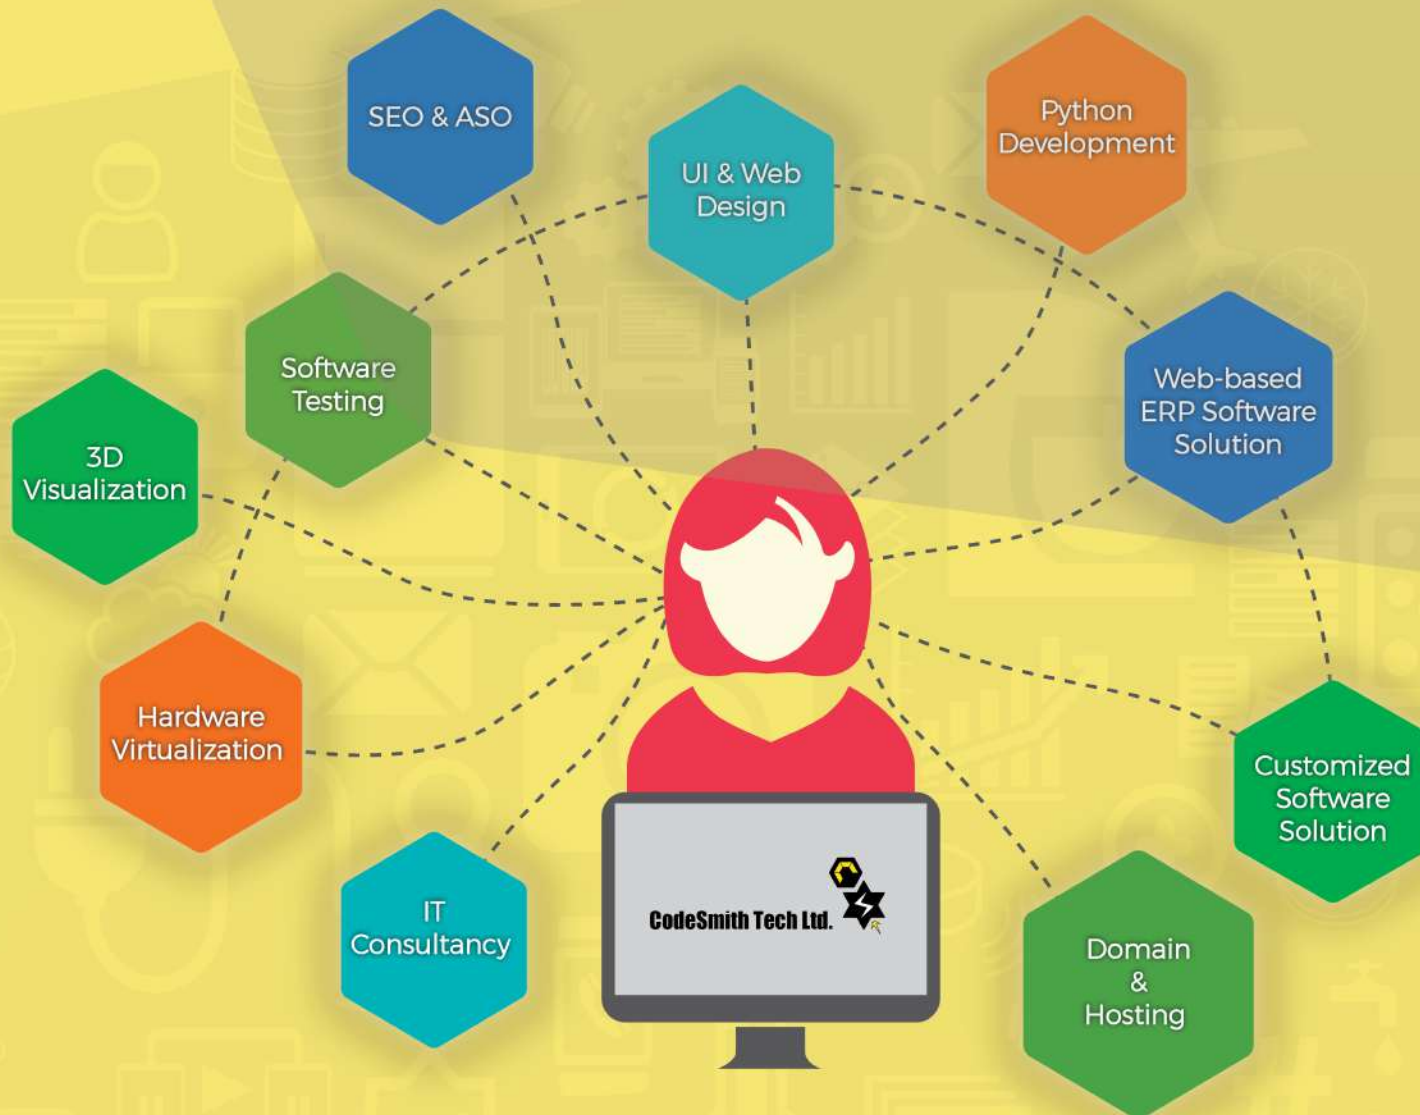 SEO & ASO
UI & Web
Design
Python
Development
Software
Testing
Web-based
ERP Software
Solution
3D
Visualization
Hardware
Virtualization
Customized
Software
Solution
IT
Consultancy
CodeSmith Tech Ltd.
Domain
&
Hosting